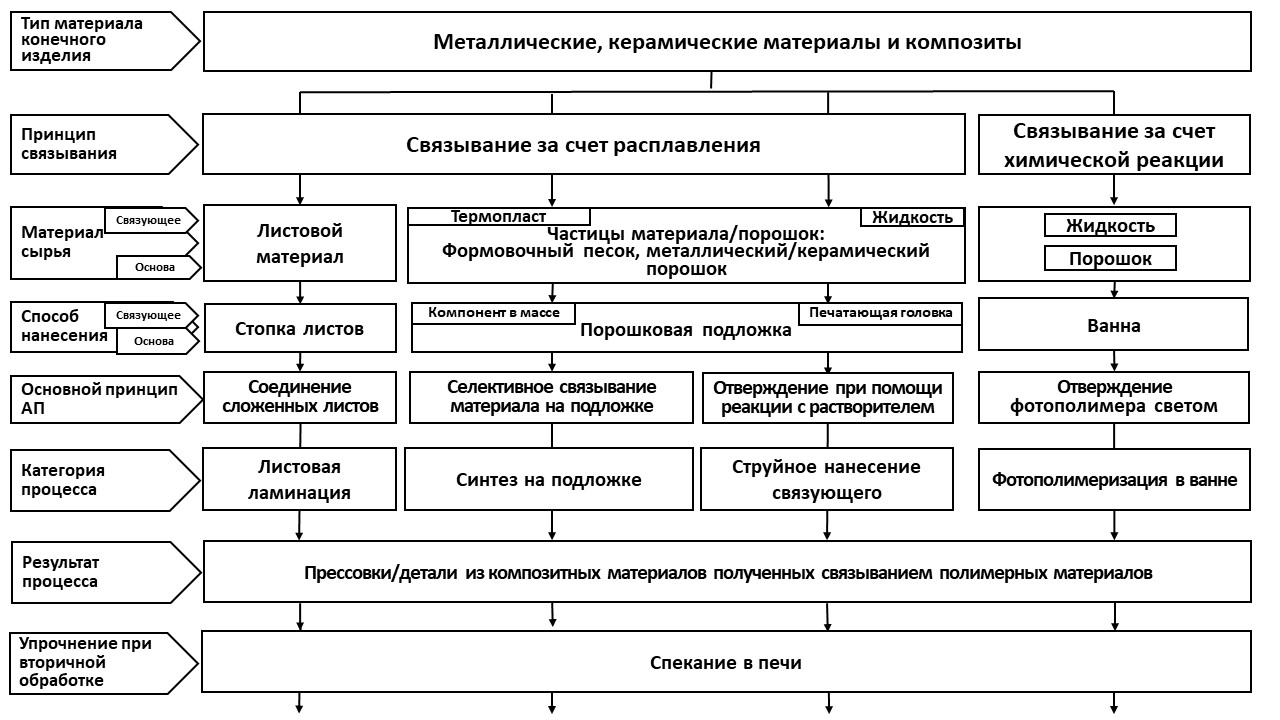 Тип материала
конечного
изделия
Металлические, керамические материалы и композиты
Принцип
связывания
Связывание за счет расплавления
Связывание за счет
химической реакции
Материал
сырья
Связующее
Основа
Листовой
материал
Термопласт
Жидкость
Частицы материала/порошок:
Формовочный песок, металлический/керамический
порошок
Жидкость
Порошок
Способ
нанесения
Связующее
Основа
Стопка листов
Компонент в массе
Печатающая головка
Порошковая подложка
Ванна
Основной принцип
АП
Соединение
сложенных листов
Селективное связывание
материала на подложке
Отверждение при помощи
реакции с растворителем
Отверждение
фотополимера светом
Категория
процесса
Листовая
ламинация
Синтез на подложке
Струйное нанесение
связующего
Фотополимеризация в ванне
Результат
процесса
Прессовки/детали из композитных материалов полученных связыванием полимерных материалов
Упрочнение при
вторичной
обработке
Спекание в печи